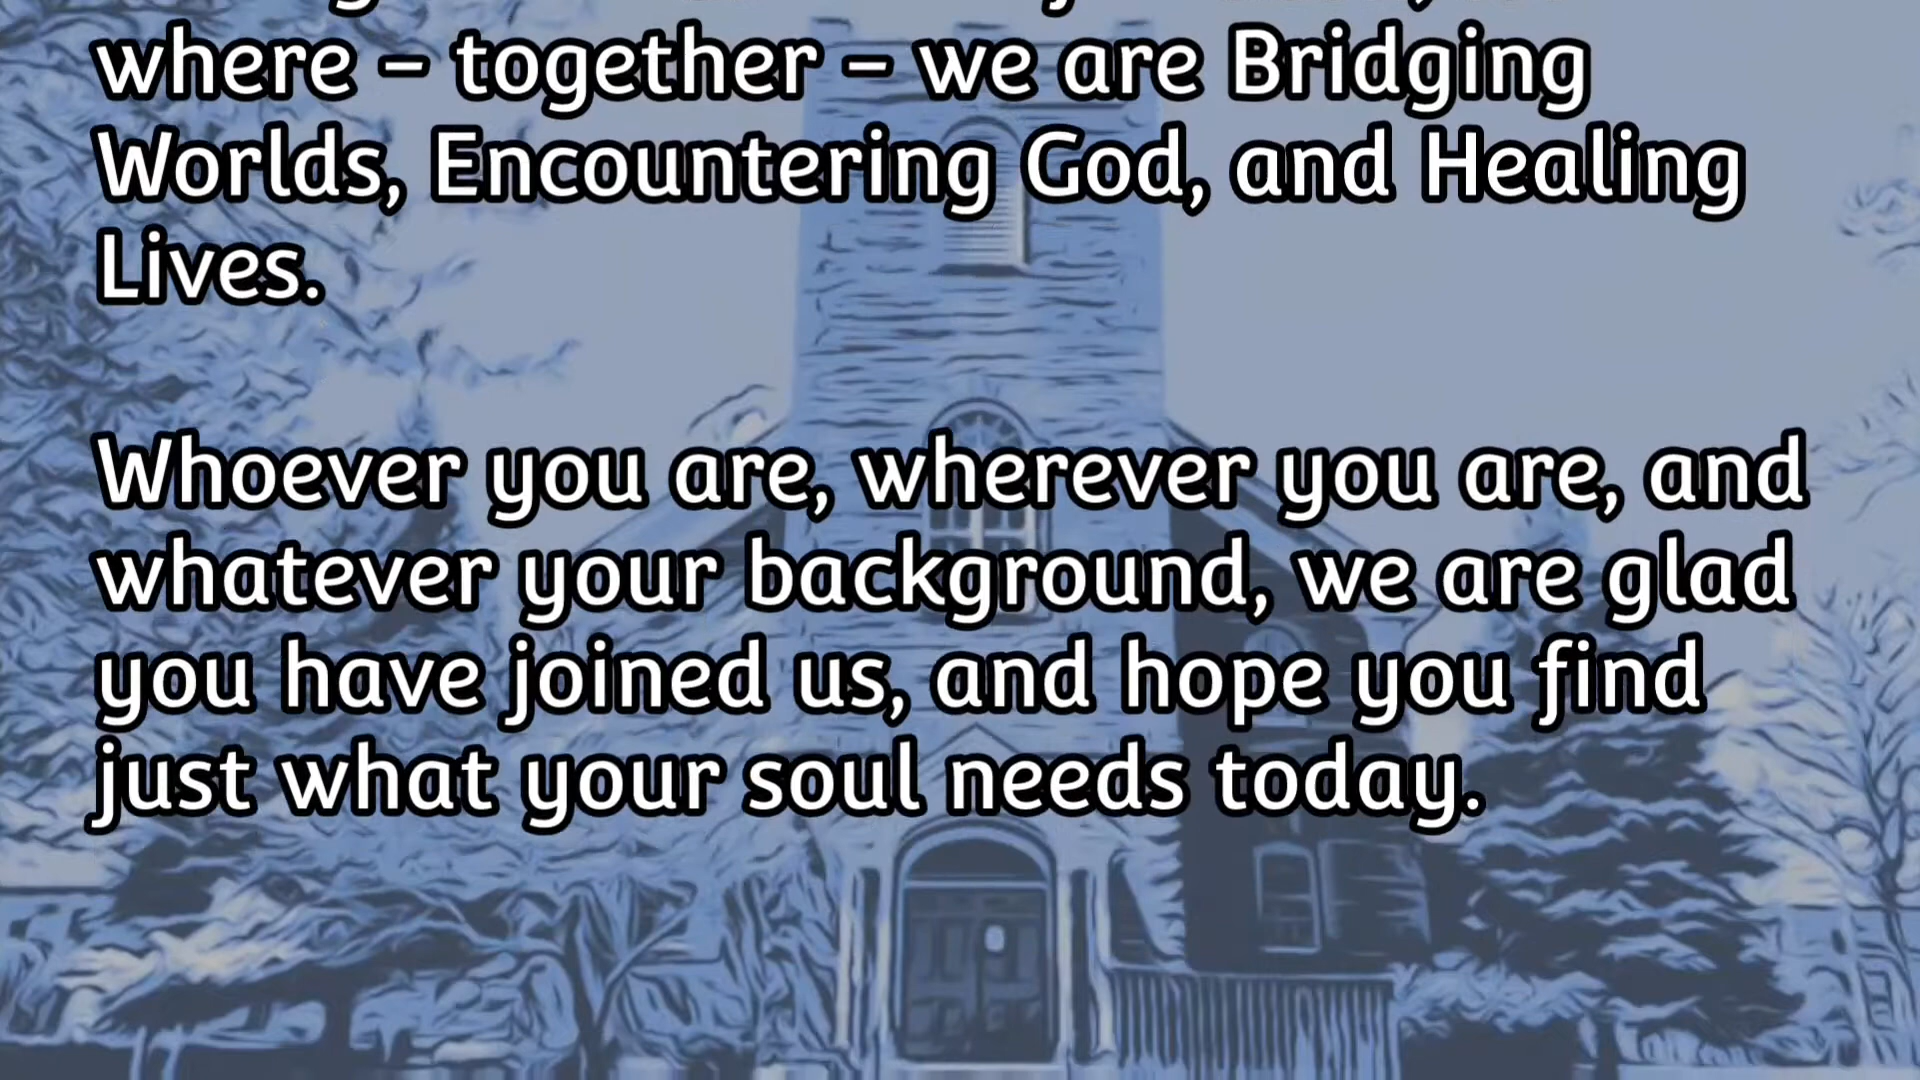 where – together – we are Bridging
Worlds, Encountering God, and Healing
Lives.
Whoever you are, wherever you are, and
whatever your background, we are glad
you have joined us, and hope you find
just what your soul needs today.